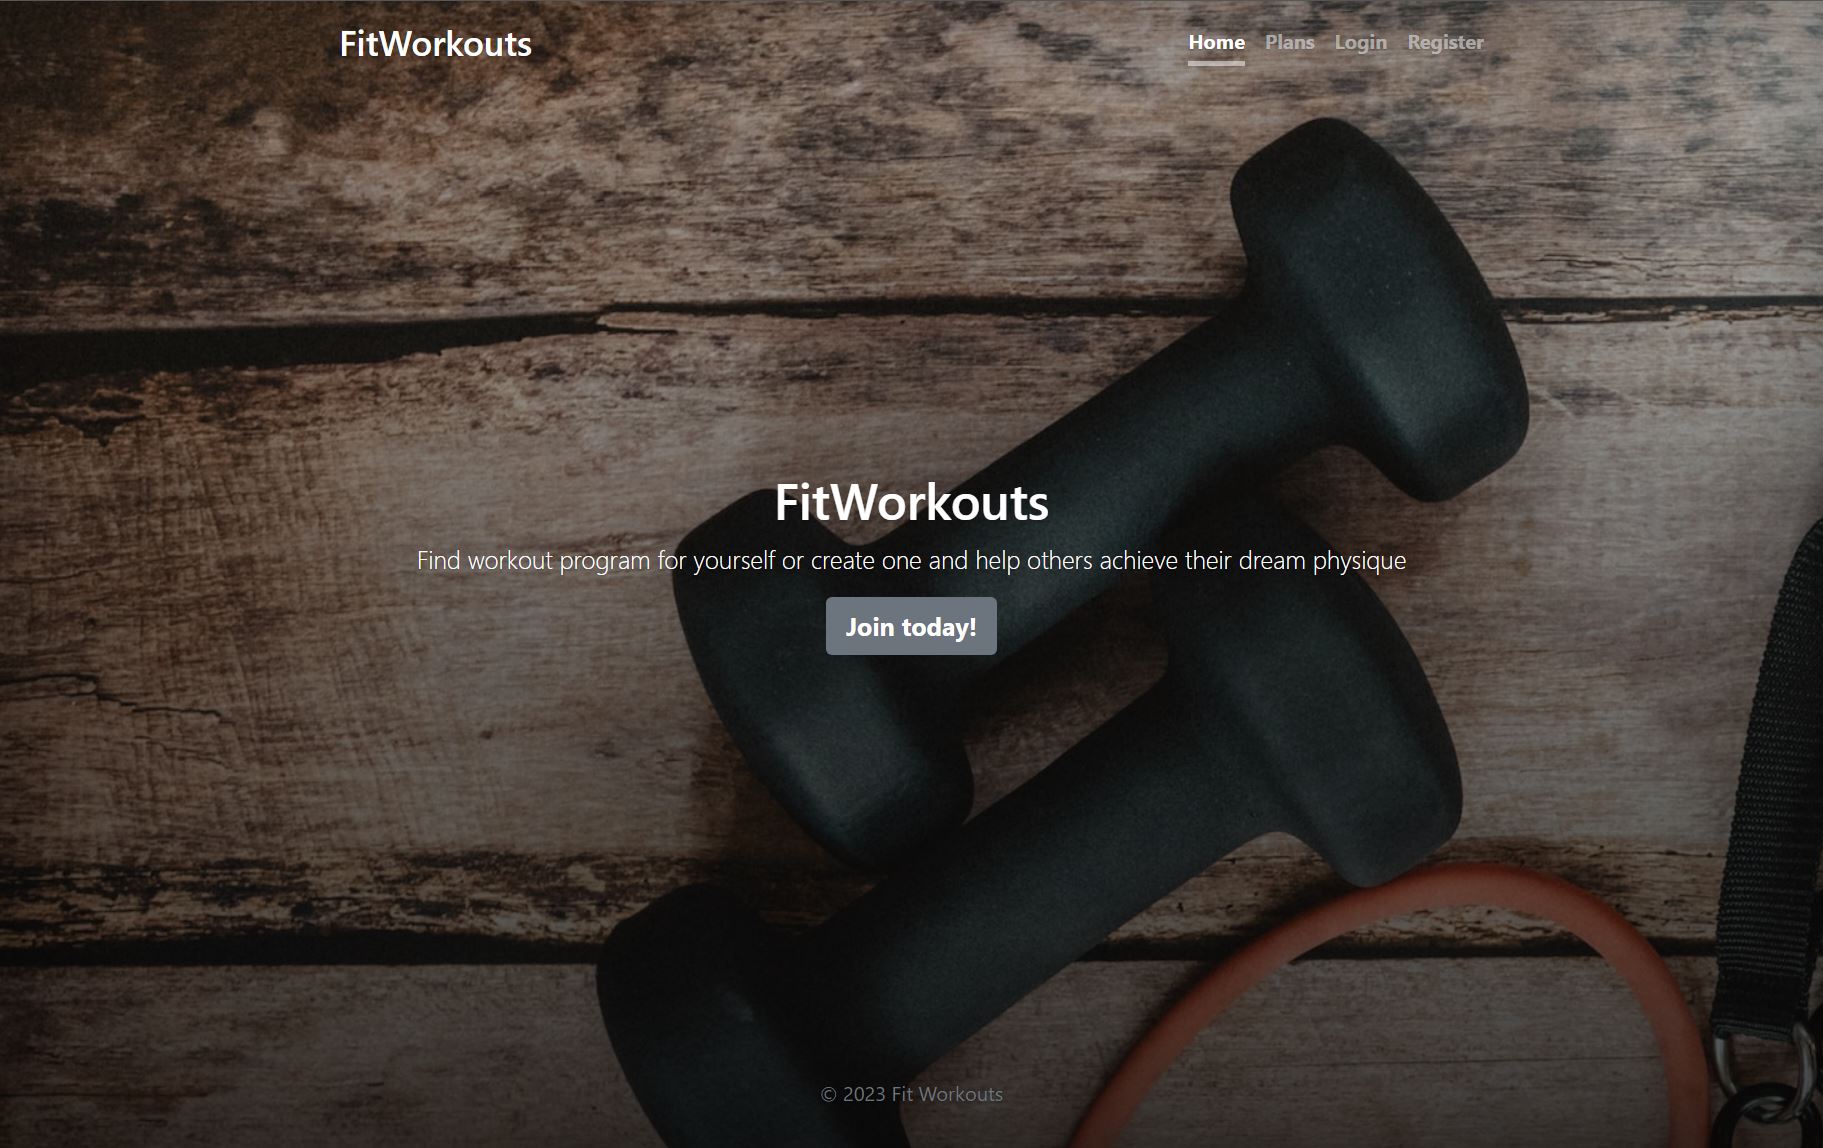 FitWorkouts
Home Plans Login Register
FitWorkouts
Find workout program for yourself or create one and help others achieve their dream physique
Join today!
© 2023 Fit Workouts